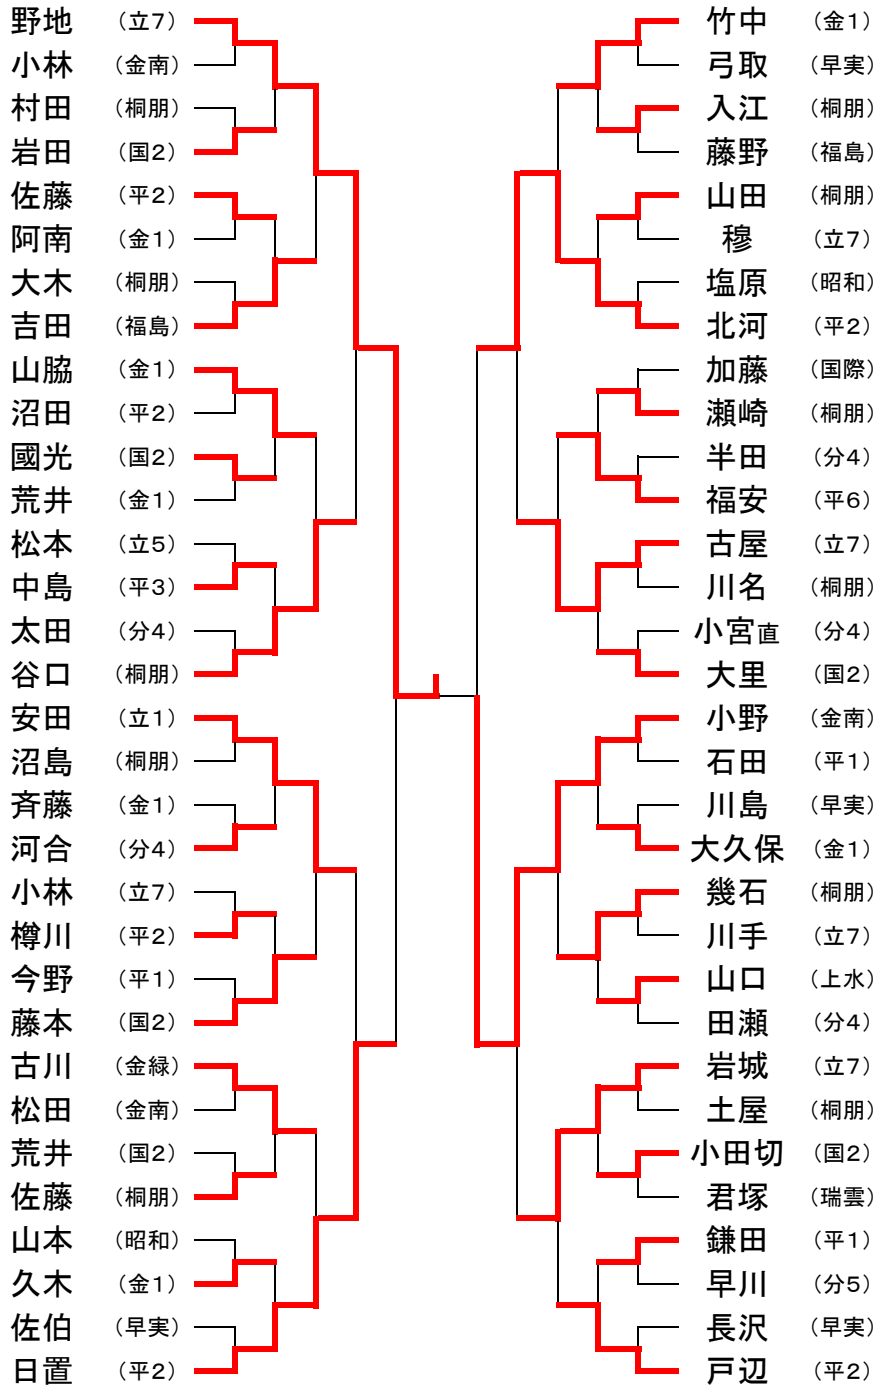 野地 （立7）
小林 （金南）
村田 （桐朋）
岩田 （国2）
佐藤 （平2）
阿南 （金1）
大木 （桐朋）
吉田 （福島）
山脇 （金1）
沼田 （平2）
國光 （国2）
荒井 （金1）
松本 （立5）
中島 （平3）
太田 （分4）
谷口 （桐朋）
安田 （立1）
沼島 （桐朋）
斉藤 （金1）
河合 （分4）
小林 （立7）
樽川 （平2）
今野 （平1）
藤本 （国2）
古川 （金緑）
松田 （金南）
荒井 （国2）
佐藤 （桐朋）
山本 （昭和）
久木 （金1）
佐伯 （早実）
日置 （平2）
竹中 （金1）
弓取 （早実）
入江 （桐朋）
藤野 （福島）
山田 （桐朋）
穆 （立7）
塩原 （昭和）
北河 （平2）
加藤 （国際）
瀬崎 （桐朋）
半田 （分4）
福安 （平6）
古屋 （立7）
川名 （桐朋）
小宮直 （分4）
大里 （国2）
小野 （金南）
石田 （平1）
川島 （早実）
大久保 （金1）
幾石 （桐朋）
川手 （立7）
山口 （上水）
田瀬 （分4）
岩城 （立7）
土屋 （桐朋）
小田切 （国2）
君塚 （瑞雲）
鎌田 （平1）
早川 （分5）
長沢 （早実）
戸辺 （平2）